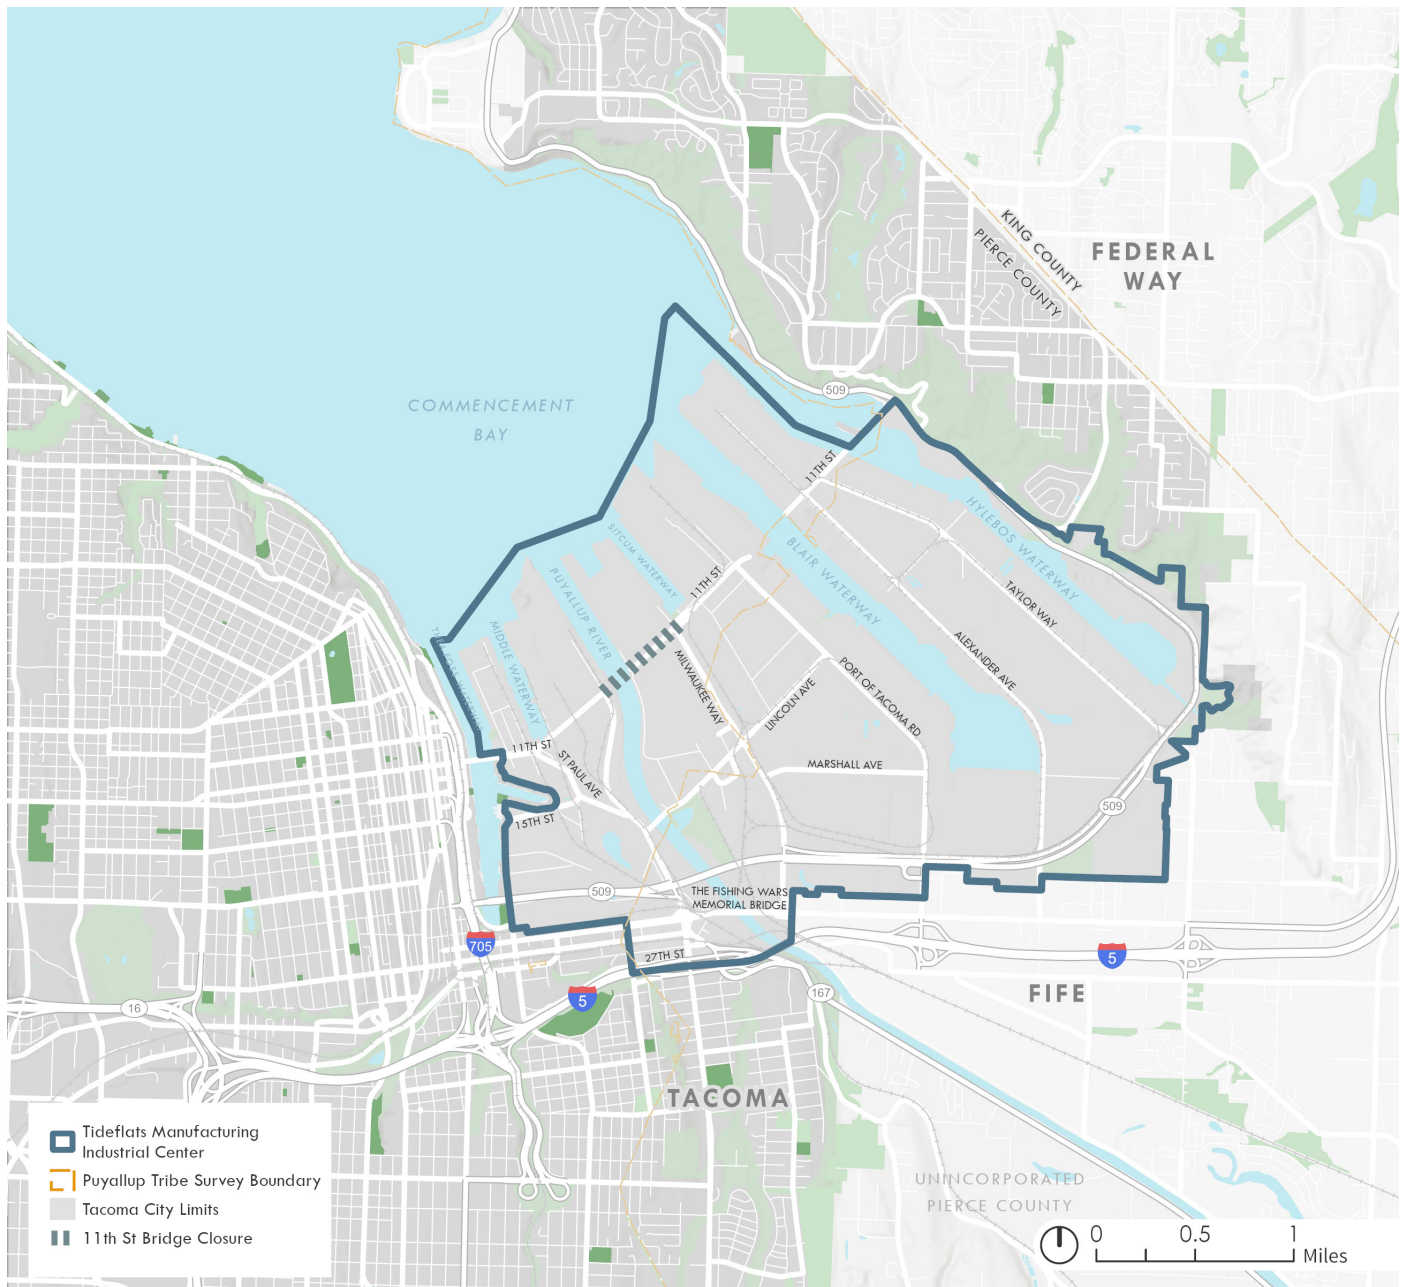 KING COUNTY
PIERCE COUNTY
FEDERAL
WAY
509
COMMENCEMENT
BAY
11TH ST
HYLEBOS WATERWAY
SITCUM WATERWAY
BLAIR WATERWAY
PUYALLUP RIVER
11TH ST
TAYLOR WAY
MIDDLE WATERWAY
THEA FOSS WATERWAY
ALEXANDER AVE
MILWAUKEE WAY
PORT OF TACOMA RD
LINCOLN AVE
11TH ST
ST PAUL AVE
MARSHALL AVE
15TH ST
509
509
THE FISHING WARS
MEMORIAL BRIDGE
705
27TH ST
5
5
FIFE
167
16
TACOMA
UNINCORPORATED
PIERCE COUNTY
Tideflats Manufacturing
Industrial Center
Puyallup Tribe Survey Boundary
Tacoma City Limits
11th St Bridge Closure
0 0.5 1
Miles